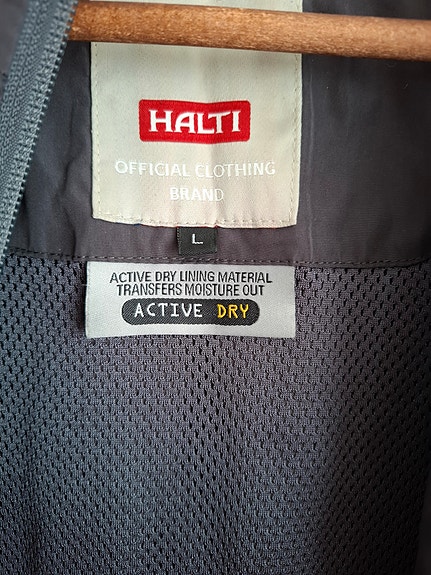 HALTI
OFFICIAL CLOTHING
BRAND
L
ACTIVE DRY LINING MATERIAL
TRANSFERS MOISTURE OUT
ACTIVE DRY